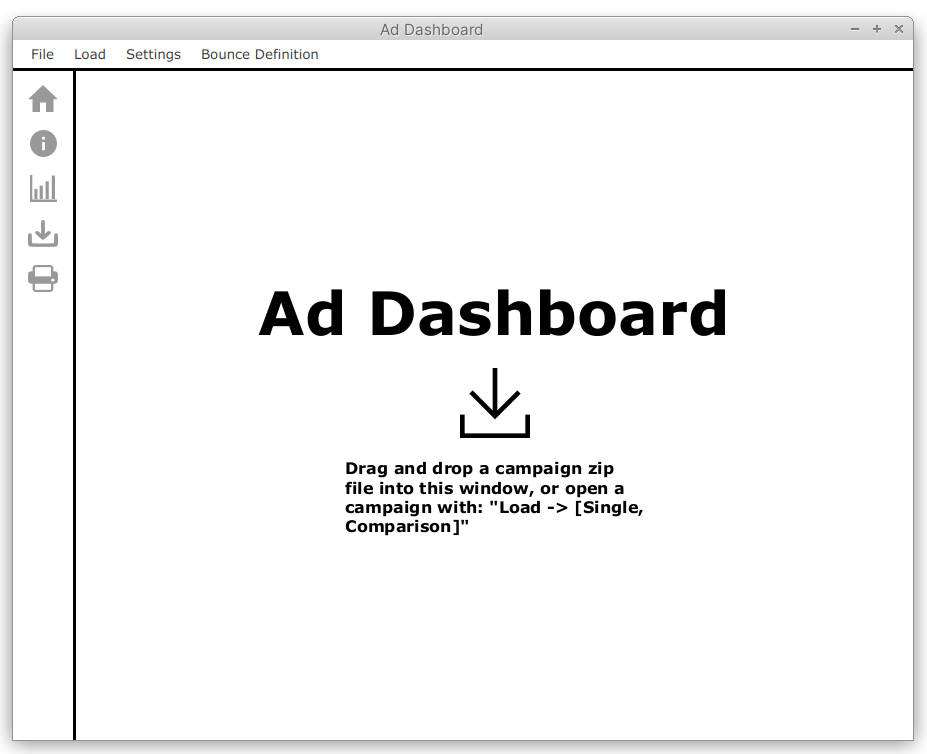 Ad Dashboard
File Load Settings Bounce Definition
Ad Dashboard
Drag and drop a campaign zip
file into this window, or open a
campaign with: "Load -> [Single,
Comparison]"